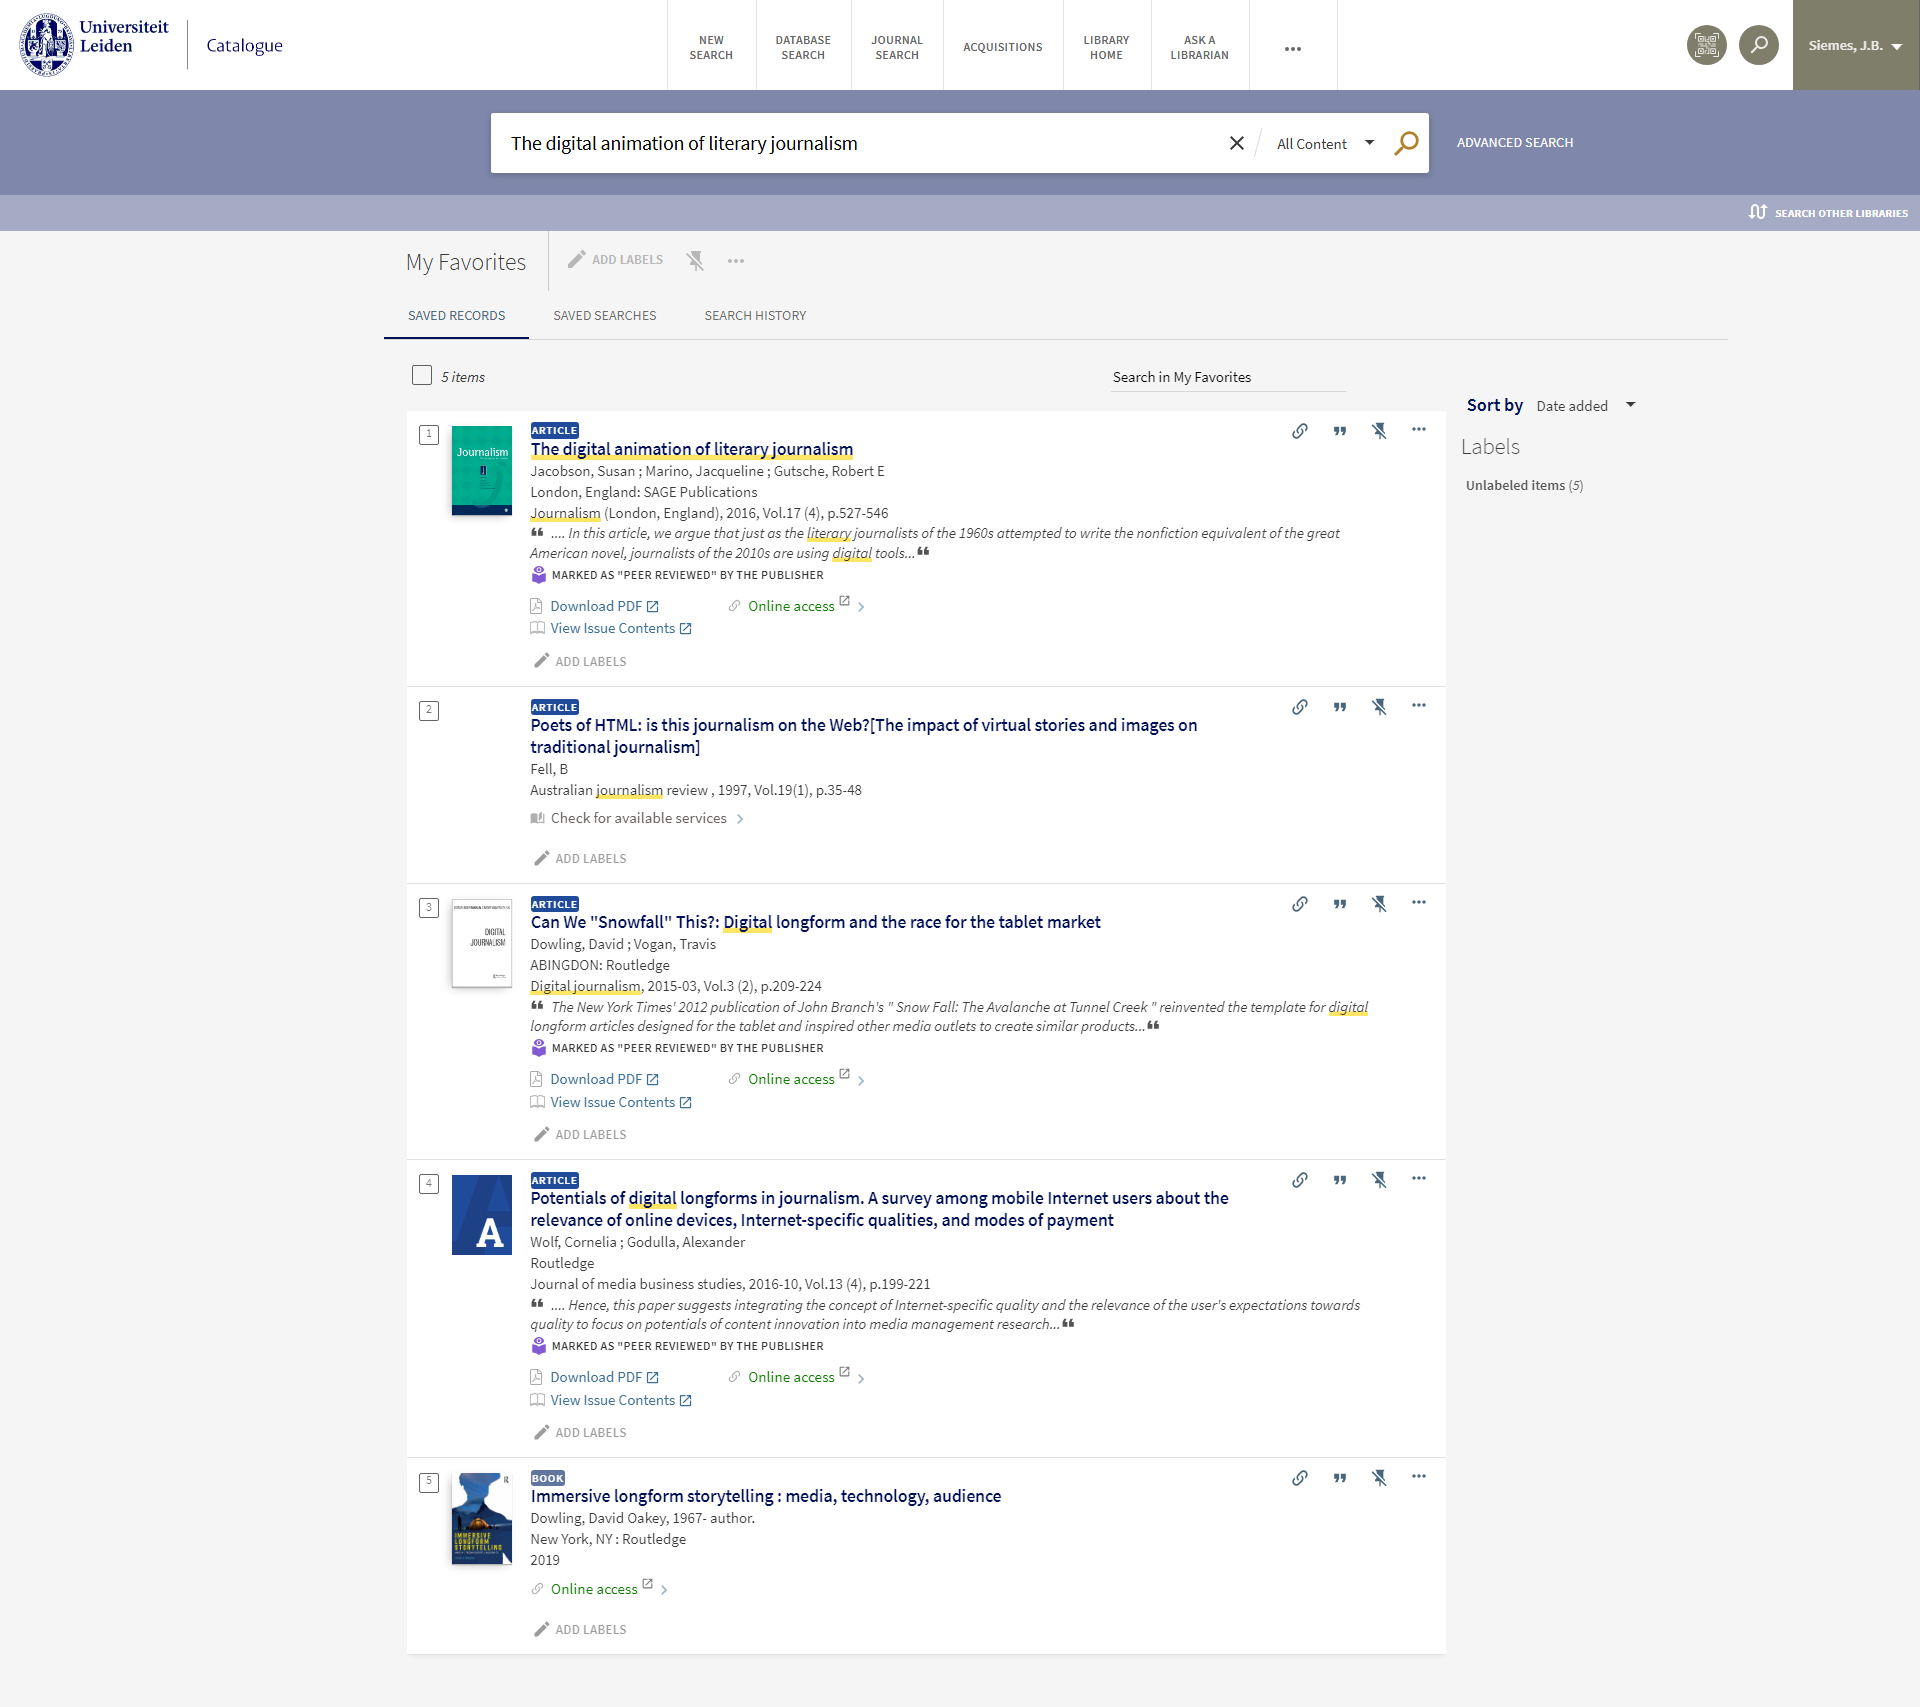 Universiteit
Leiden
Catalogue
NEW
SEARCH
DATABASE
SEARCH
JOURNAL
SEARCH
ACQUISITIONS
LIBRARY
HOME
ASK A
LIBRARIAN
Siemes, J.B.
The digital animation of literary journalism
All Content
ADVANCED SEARCH
SEARCH OTHER LIBRARIES
My Favorites
ADD LABELS
SAVED RECORDS
SAVED SEARCHES
SEARCH HISTORY
5 items
Search in My Favorites
Sort by Date added
Labels
Unlabeled items (5)
1
Journalism
ARTICLE
The digital animation of literary journalism
Jacobson, Susan ; Marino, Jacqueline ; Gutsche, Robert E
London, England: SAGE Publications
Journalism (London, England), 2016, Vol.17 (4), p.527-546
❝ .... In this article, we argue that just as the literary journalists of the 1960s attempted to write the nonfiction equivalent of the great
American novel, journalists of the 2010s are using digital tools...❝
MARKED AS "PEER REVIEWED" BY THE PUBLISHER
Download PDF
Online access
View Issue Contents
ADD LABELS
2
ARTICLE
Poets of HTML: is this journalism on the Web?[The impact of virtual stories and images on
traditional journalism]
Fell, B
Australian journalism review , 1997, Vol.19(1), p.35-48
Check for available services
ADD LABELS
3
DIGITAL
JOURNALISM
ARTICLE
Can We "Snowfall" This?: Digital longform and the race for the tablet market
Dowling, David ; Vogan, Travis
ABINGDON: Routledge
Digital journalism, 2015-03, Vol.3 (2), p.209-224
❝ The New York Times' 2012 publication of John Branch's " Snow Fall: The Avalanche at Tunnel Creek " reinvented the template for digital
longform articles designed for the tablet and inspired other media outlets to create similar products...❝
MARKED AS "PEER REVIEWED" BY THE PUBLISHER
Download PDF
Online access
View Issue Contents
ADD LABELS
4
A
ARTICLE
Potentials of digital longforms in journalism. A survey among mobile Internet users about the
relevance of online devices, Internet-specific qualities, and modes of payment
Wolf, Cornelia ; Godulla, Alexander
Routledge
Journal of media business studies, 2016-10, Vol.13 (4), p.199-221
❝ .... Hence, this paper suggests integrating the concept of Internet-specific quality and the relevance of the user's expectations towards
quality to focus on potentials of content innovation into media management research...❝
MARKED AS "PEER REVIEWED" BY THE PUBLISHER
Download PDF
Online access
View Issue Contents
ADD LABELS
5
IMMERSIVE
LONGFORM
STORYTELLING
BOOK
Immersive longform storytelling : media, technology, audience
Dowling, David Oakey, 1967- author.
New York, NY : Routledge
2019
Online access
ADD LABELS